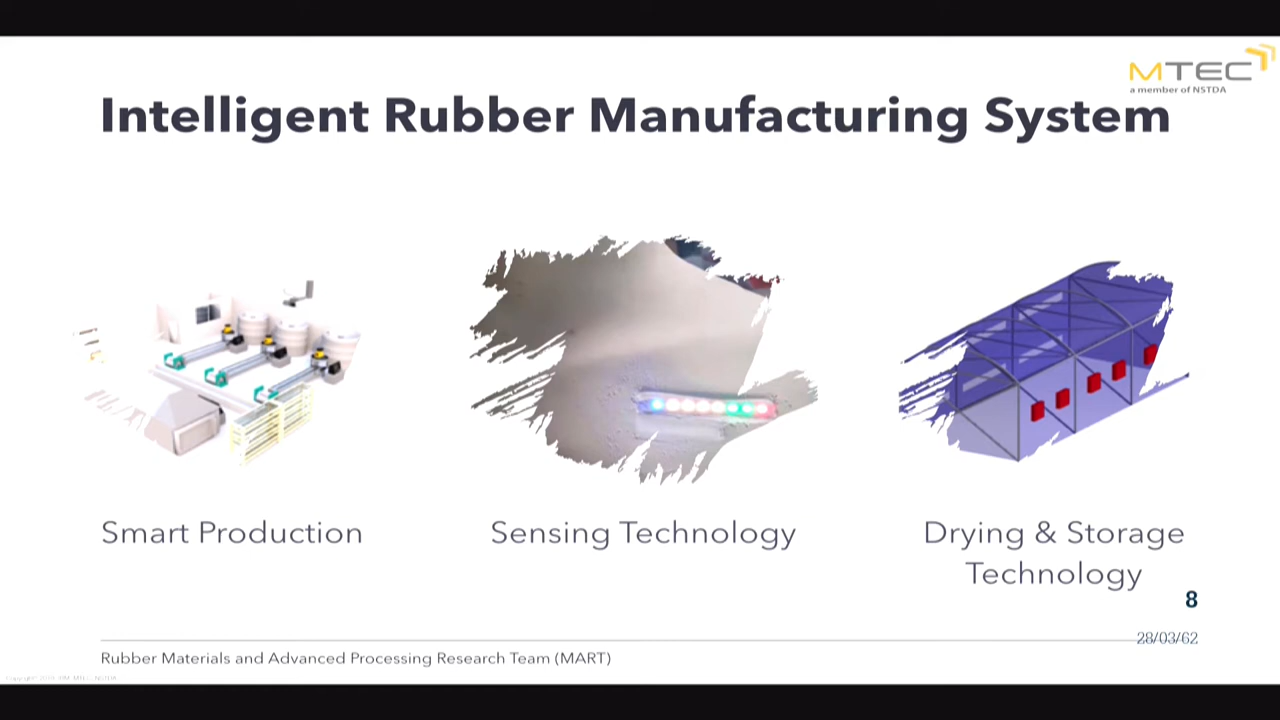 MTEC
a member of NSTDA
Intelligent Rubber Manufacturing System
Smart Production
Sensing Technology
Drying & Storage
Technology
8
28/03/62
Rubber Materials and Advanced Processing Research Team (MART)